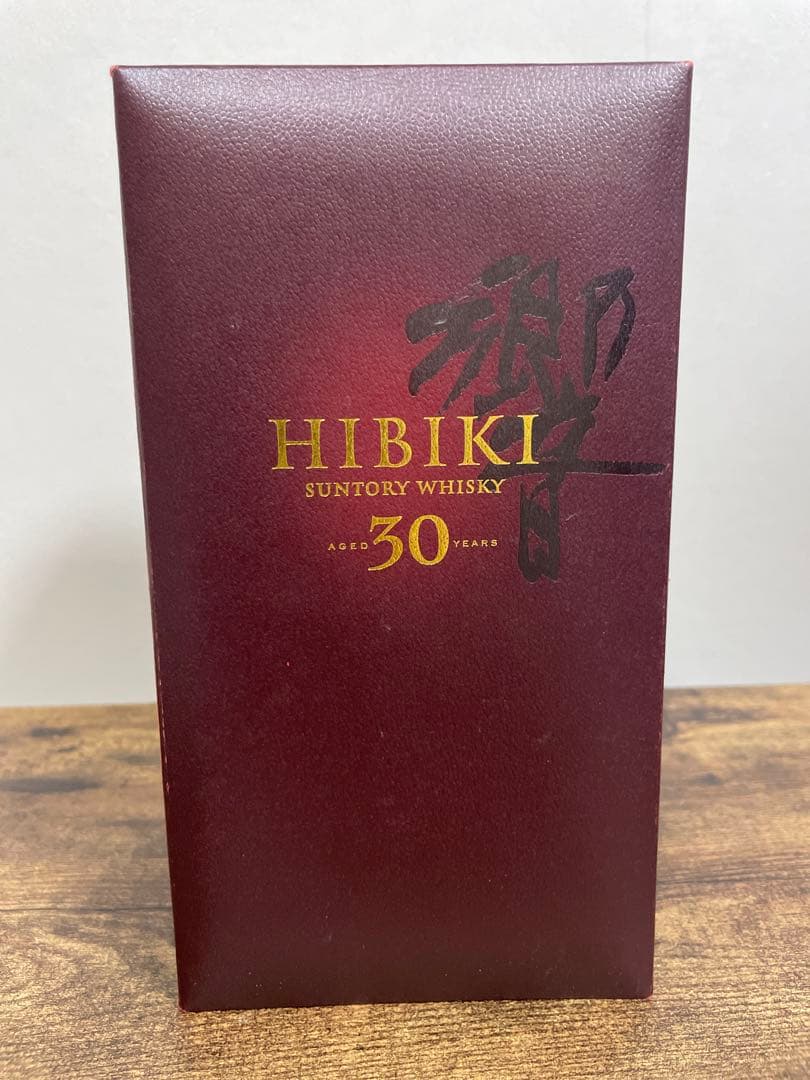 響
HIBIKI
SUNTORY WHISKY
AGED 30 YEARS